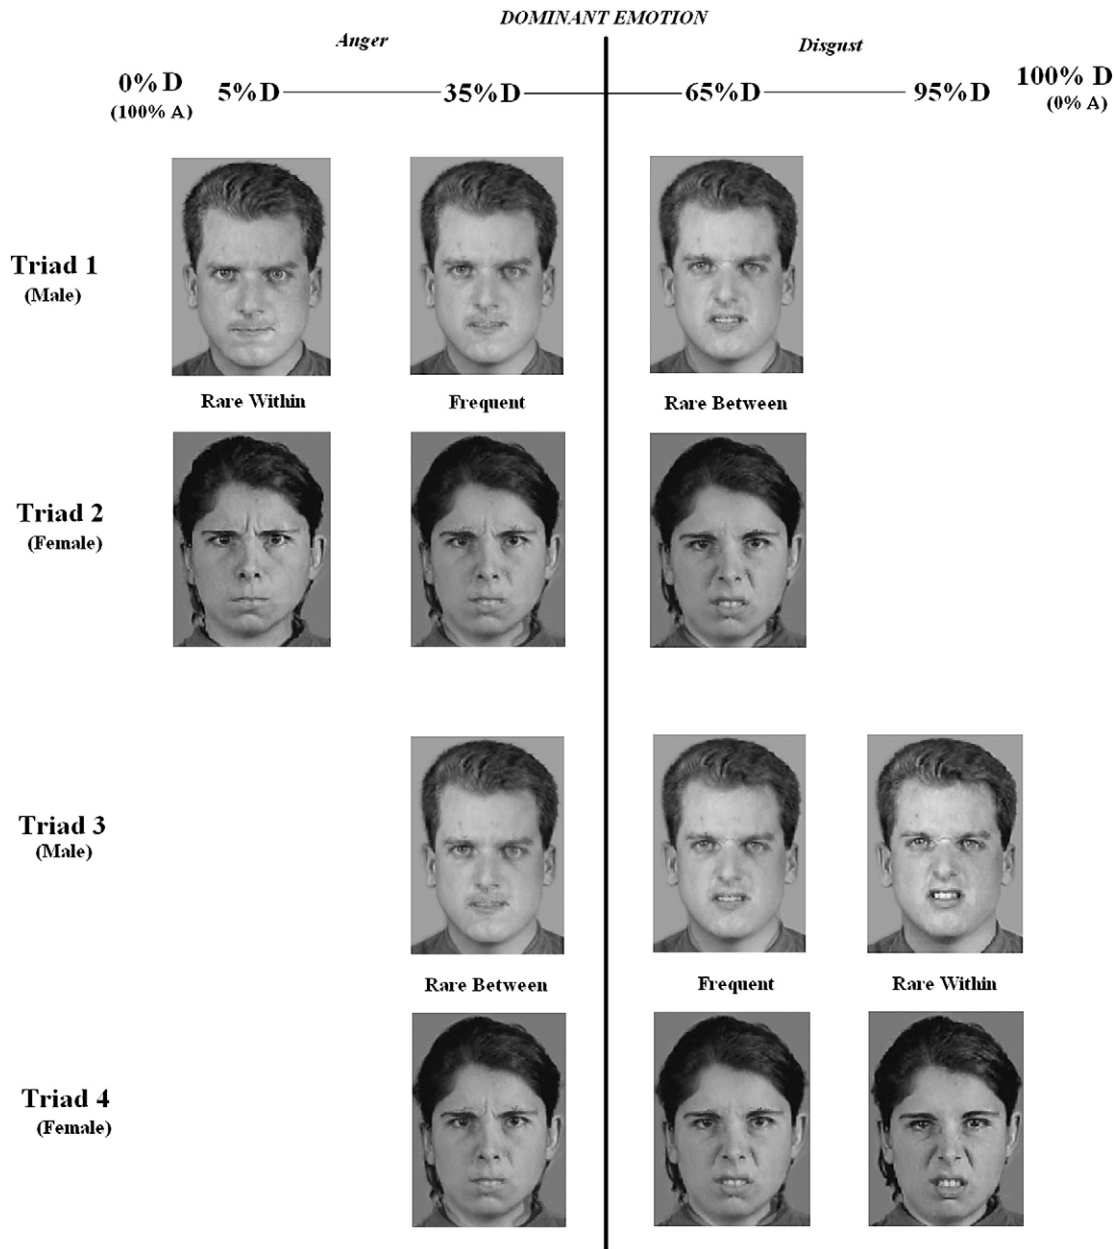 DOMINANT EMOTION
Anger
Disgust
0% D
(100% A)
5%D
35%D
65%D
95%D
100% D
(0% A)
Triad 1
(Male)
Rare Within
Frequent
Rare Between
Triad 2
(Female)
Triad 3
(Male)
Rare Between
Frequent
Rare Within
Triad 4
(Female)